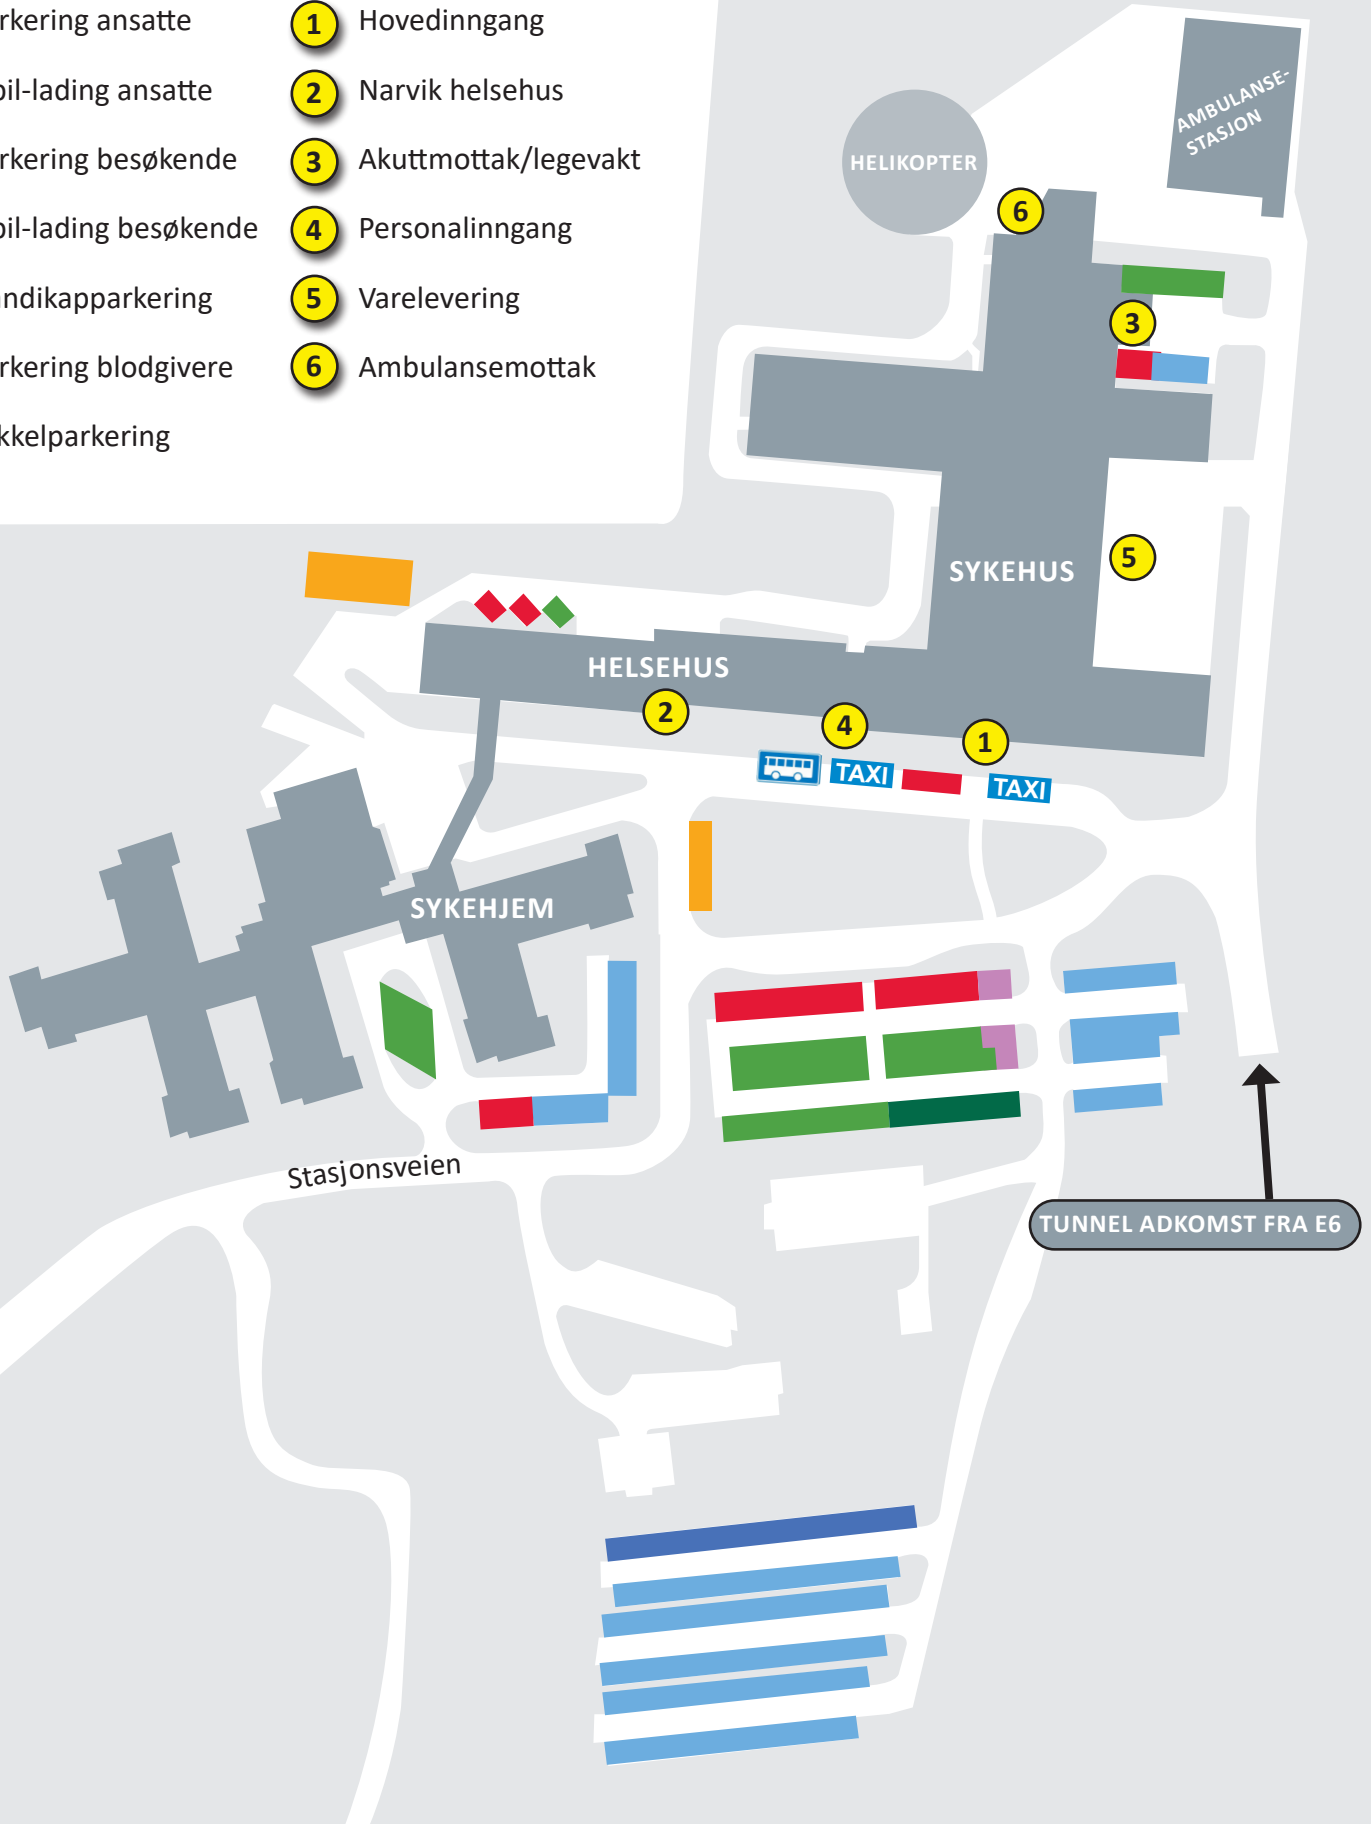 rkering ansatte
1 Hovedinngang
bil-lading ansatte
2 Narvik helsehus
rkering besøkende
3 Akuttmottak/legevakt
bil-lading besøkende
4 Personalinngang
ndikapparkering
5 Varelevering
rkering blodgivere
6 Ambulansemottak
kkelparkering
AMBULANSE-
STASJON
HELIKOPTER
6
3
SYKEHUS
5
HELSEHUS
2
4
1
TAXI
TAXI
SYKEHJEM
Stasjonsveien
TUNNEL ADKOMST FRA E6